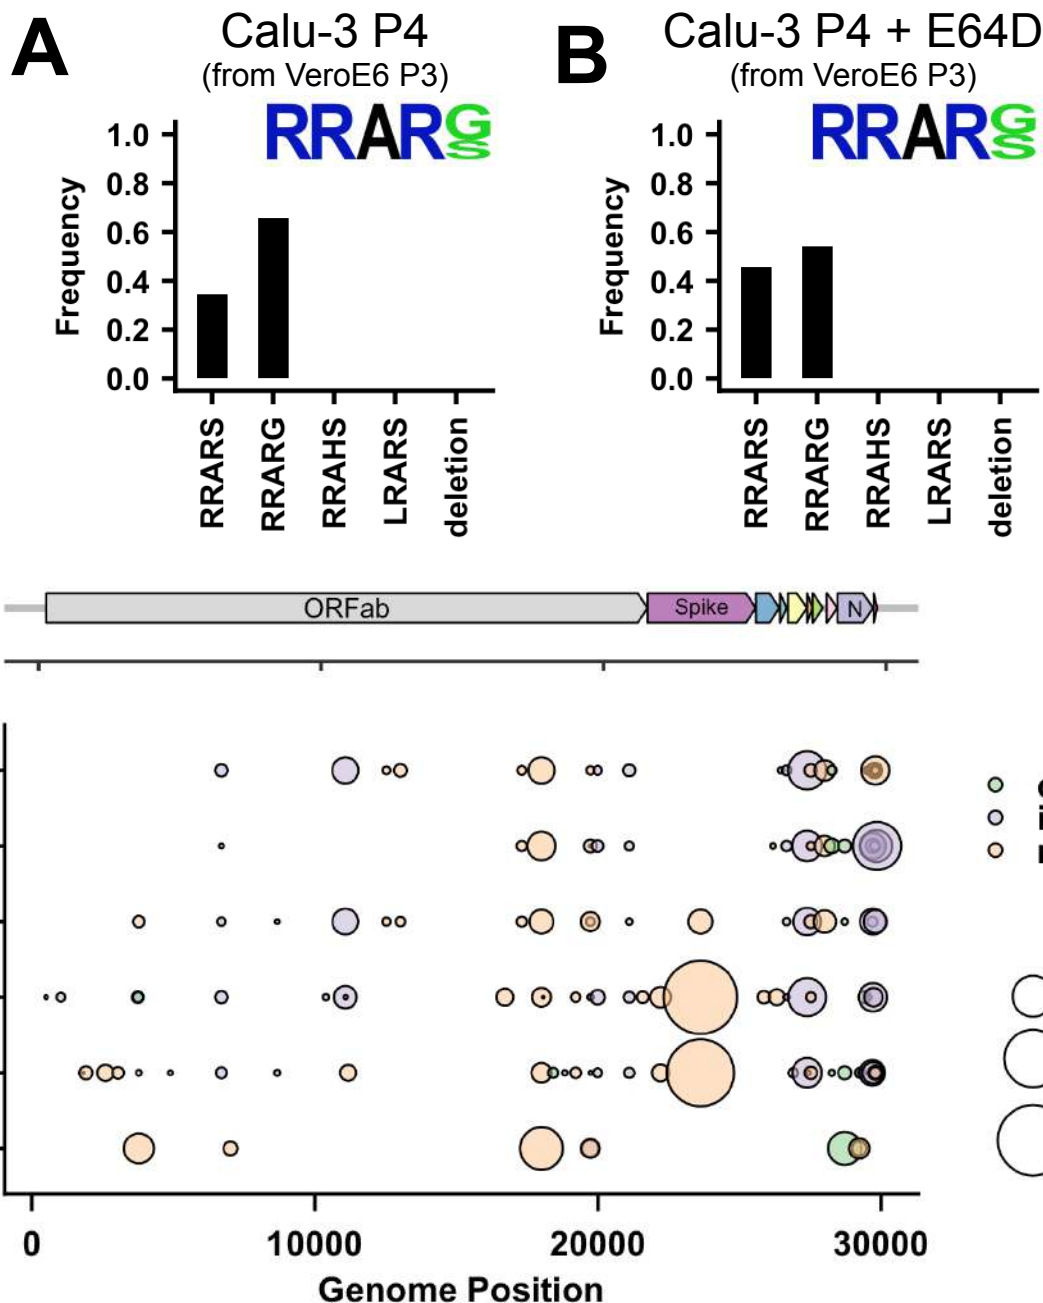 A
Calu-3 P4
(from VeroE6 P3)
RRARG
S
Frequency
1.0
0.8
0.6
0.4
0.2
0.0
RRARS
RRARG
RRAHS
LRARS
deletion
B
Calu-3 P4 + E64D
(from VeroE6 P3)
RRARG
S
Frequency
1.0
0.8
0.6
0.4
0.2
0.0
RRARS
RRARG
RRAHS
LRARS
deletion
ORFab
Spike
N
0
10000
20000
30000
Genome Position